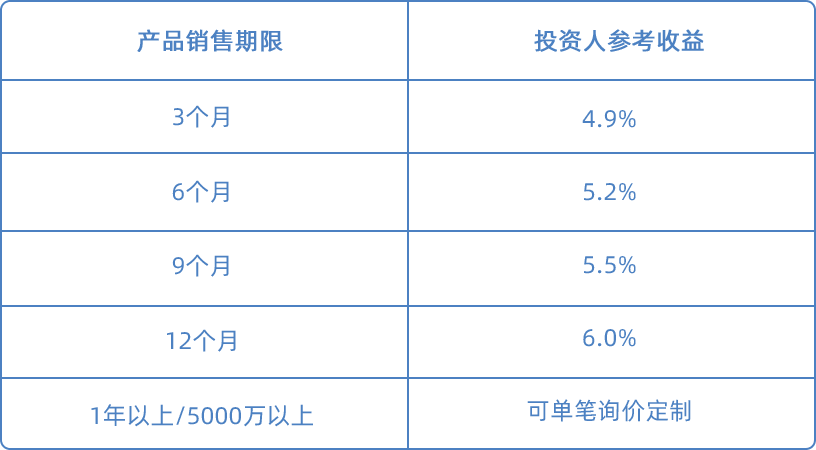 产品销售期限 投资人参考收益
3个月 4.9%
6个月 5.2%
9个月 5.5%
12个月 6.0%
1年以上/5000万以上 可单笔询价定制